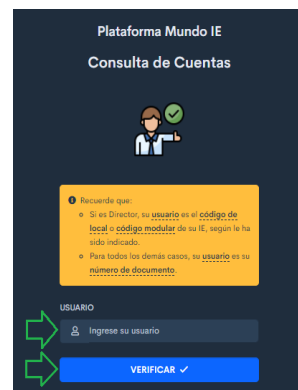 Plataforma Mundo IE
Consulta de Cuentas
Recuerde que:
Si es Director, su usuario es el código de
local o código modular de su IE, según le ha
sido indicado.
Para todos los demás casos, su usuario es su
número de documento.
USUARIO
Ingrese su usuario
VERIFICAR